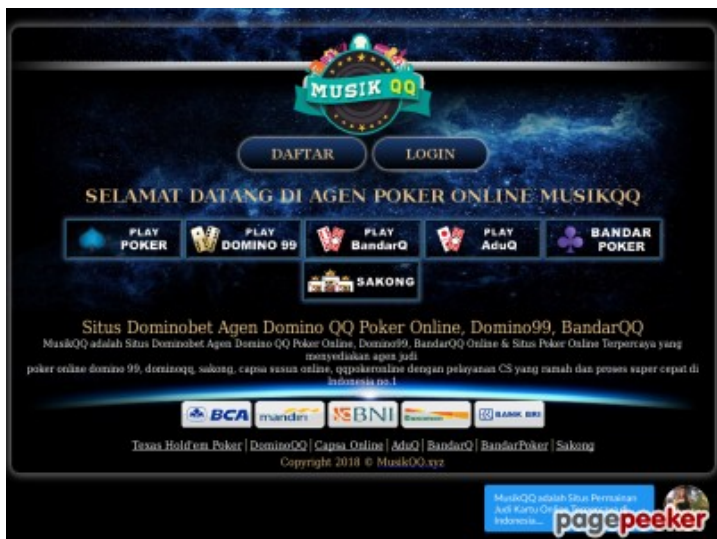 MUSIK QQ
DAFTAR LOGIN
SELAMAT DATANG DI AGEN POKER ONLINE MUSIKQQ
PLAY POKER
PLAY DOMINO 99
PLAY BandarQ
PLAY AduQ
BANDAR POKER
SAKONG
Situs Dominobet Agen Domino QQ Poker Online, Domino99, BandarQQ
MusikQQ adalah Situs Dominobet Agen Domino QQ Poker Online, Domino99, BandarQQ Online & Situs Poker Online Terpercaya yang
menyediakan agen judi
poker online domino 99, dominoqq, sakong, capsa susun online, qqpokeronline dengan pelayanan CS yang ramah dan proses super cepat di
Indonesia no.1
BCA mandiri BNI Danamon BANK BRI
Texas Hold'em Poker | DominoQQ | Capsa Online | AduQ | BandarQ | BandarPoker | Sakong
Copyright 2018 © MusikQQ.xyz
MusikQQ adalah Situs Permainan
Judi Kartu Online Terpercaya di
Indonesia...
pagepeeker